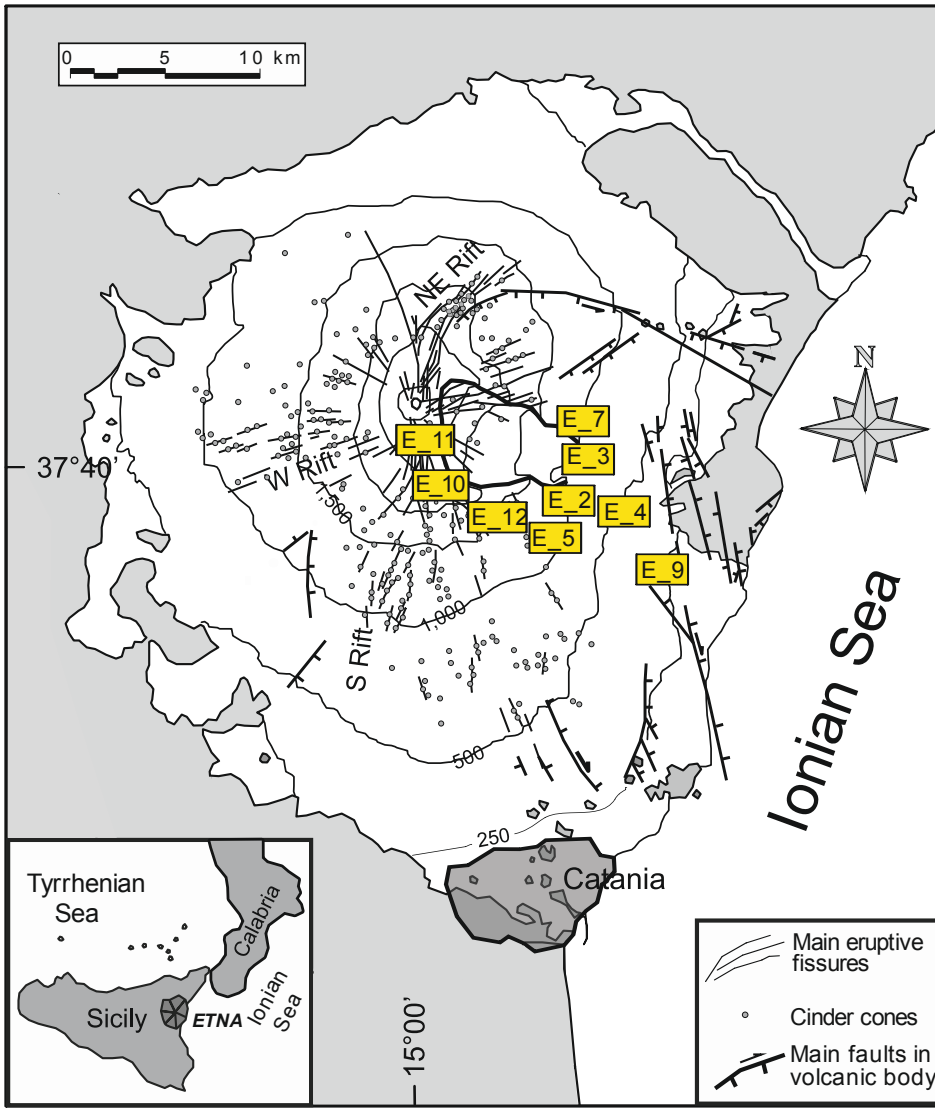 0 5 10 km
NE Rift
N
E_7
E_11
E_3
37°40'
W Rift
E_10
E_2
1,500
E_12
E_4
E_5
E_9
1,000
S Rift
Ionian Sea
500
250
Catania
Tyrrhenian
Sea
Calabria
Sicily
ETNA
Ionian
Sea
15°00'
Main eruptive
fissures
Cinder cones
Main faults in
volcanic body